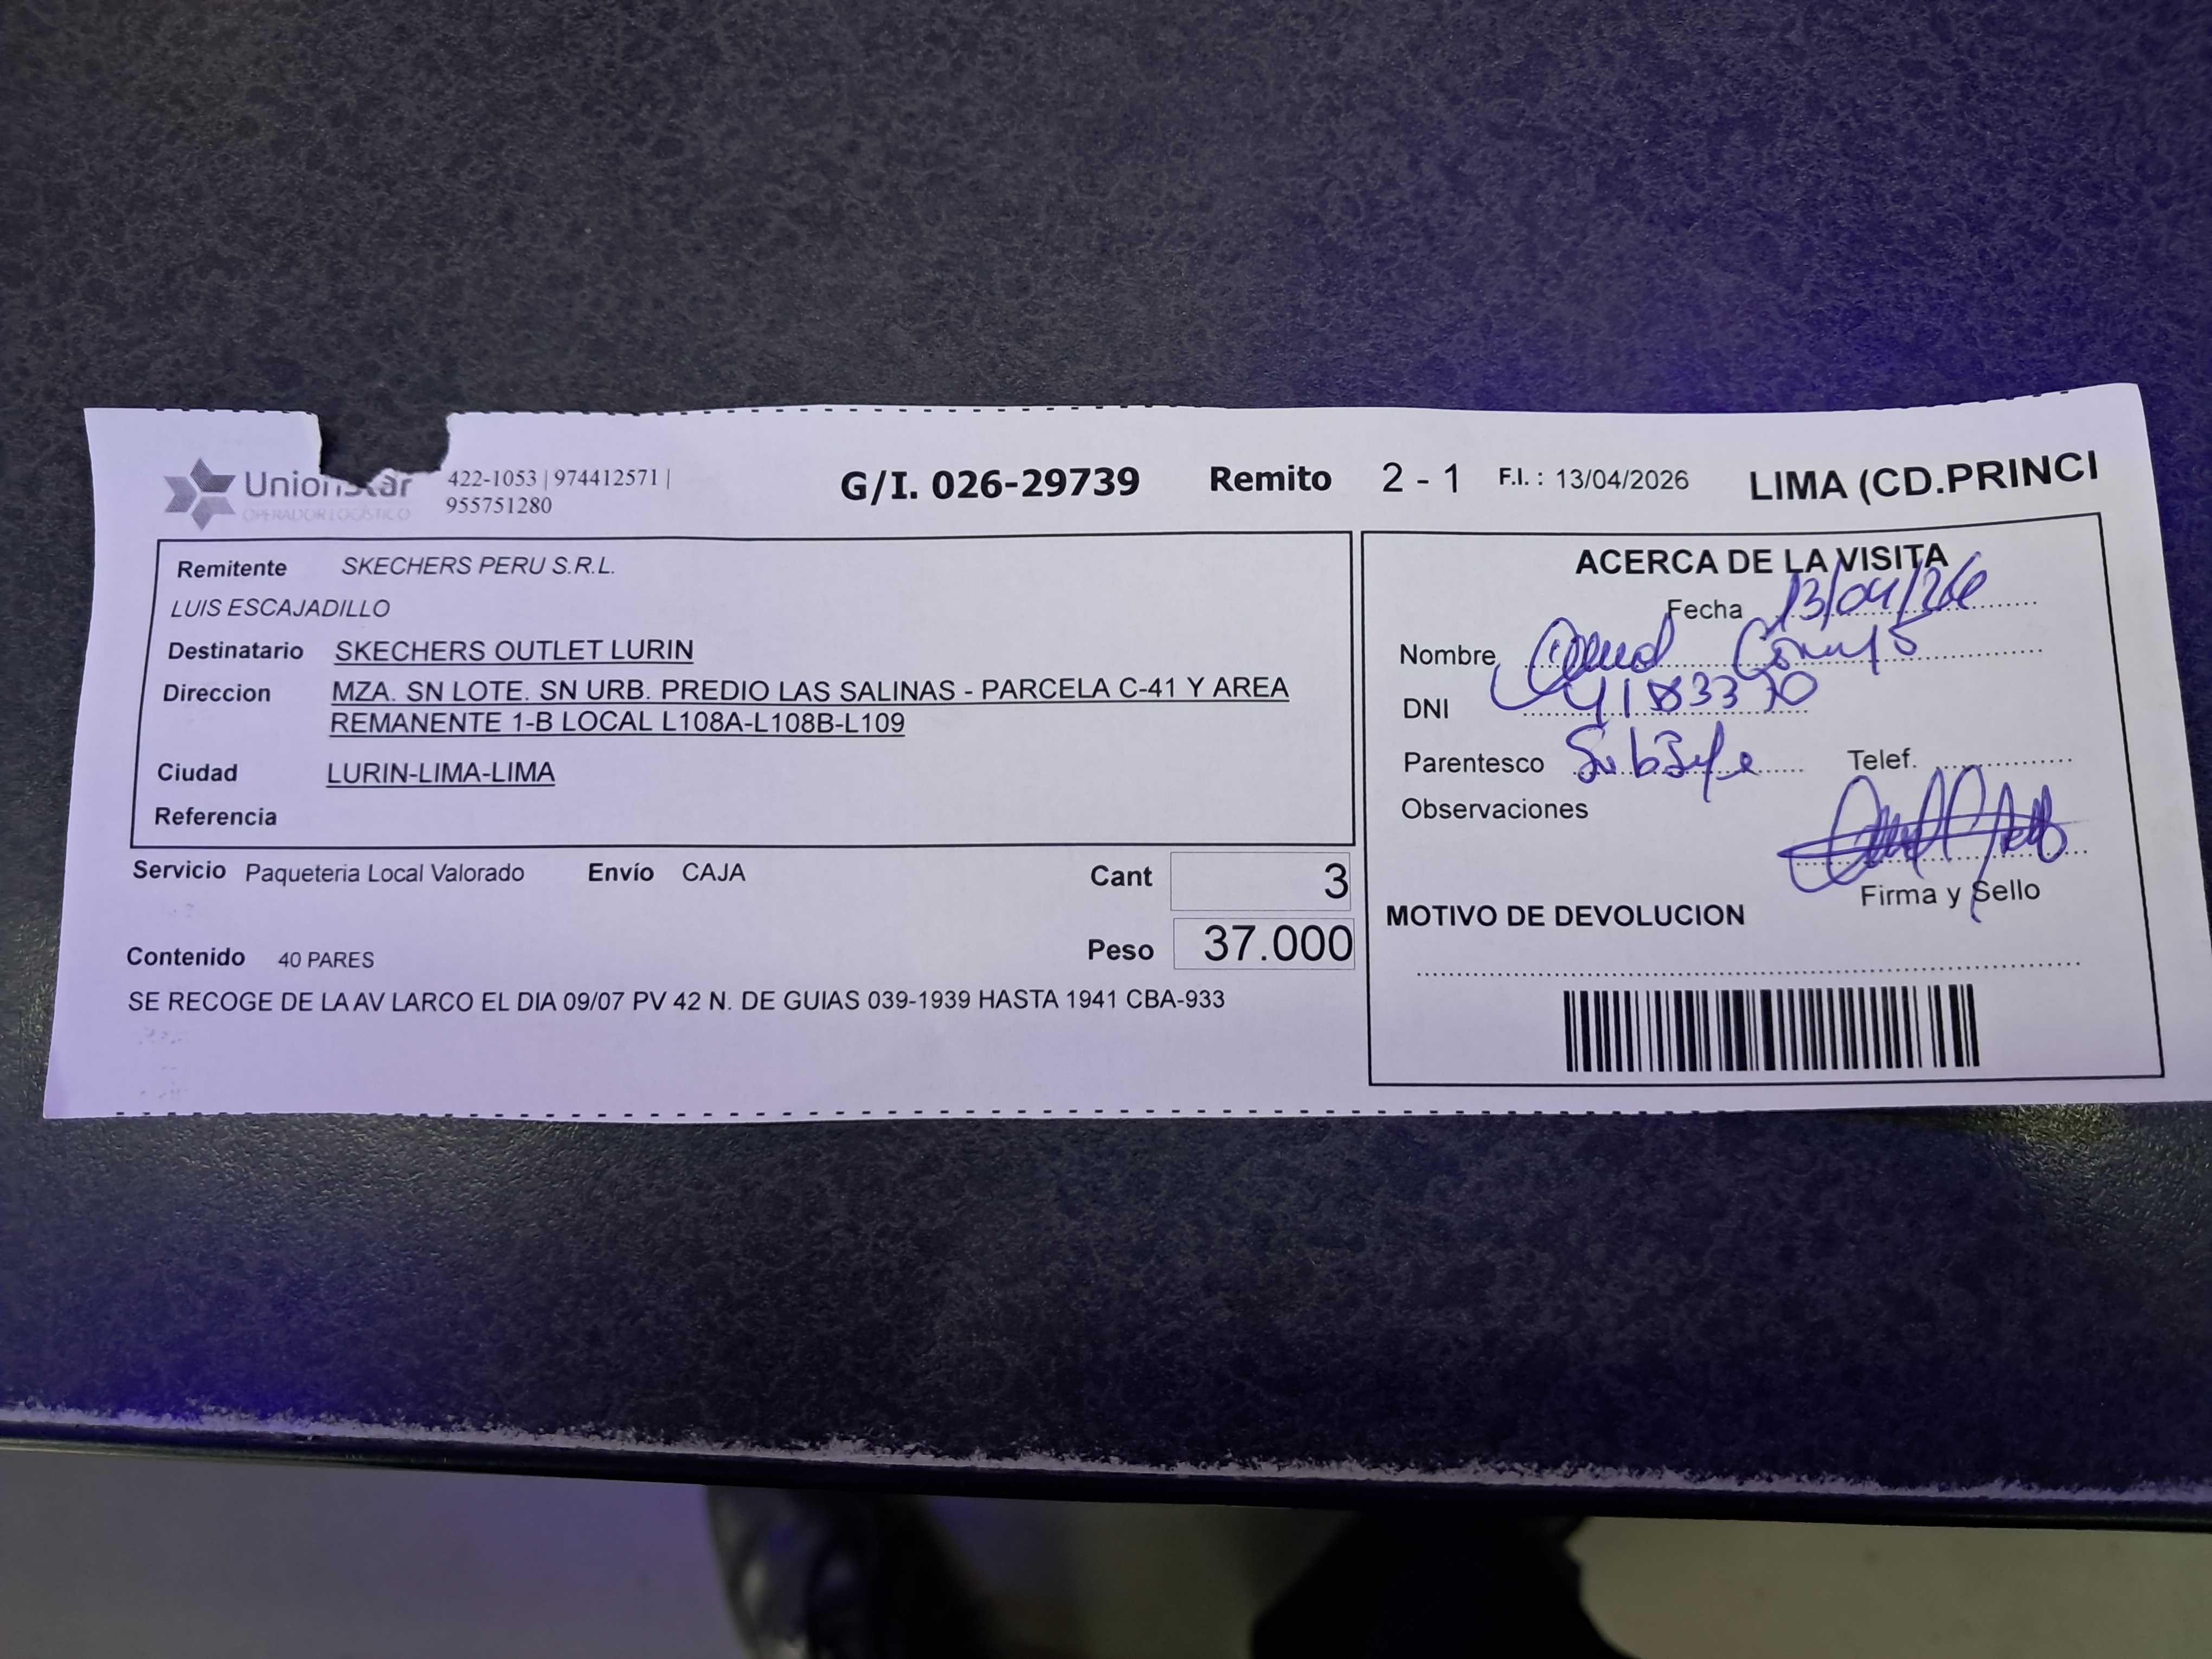 UnionStar
OPERADOR LOGÍSTICO
422-1053 | 974412571 |
955751280
G/I. 026-29739 Remito 2 - 1 F.I. : 13/04/2026 LIMA (CD.PRINCI
Remitente SKECHERS PERU S.R.L.
LUIS ESCAJADILLO
Destinatario SKECHERS OUTLET LURIN
Direccion MZA. SN LOTE. SN URB. PREDIO LAS SALINAS - PARCELA C-41 Y AREA
REMANENTE 1-B LOCAL L108A-L108B-L109
Ciudad LURIN-LIMA-LIMA
Referencia
Servicio Paqueteria Local Valorado Envío CAJA Cant 3
Peso 37.000
Contenido 40 PARES
SE RECOGE DE LA AV LARCO EL DIA 09/07 PV 42 N. DE GUIAS 039-1939 HASTA 1941 CBA-933
ACERCA DE LA VISITA
Fecha 13/04/26
Nombre
DNI 41833370
Parentesco SubJefe Telef.
Observaciones
Firma y Sello
MOTIVO DE DEVOLUCION